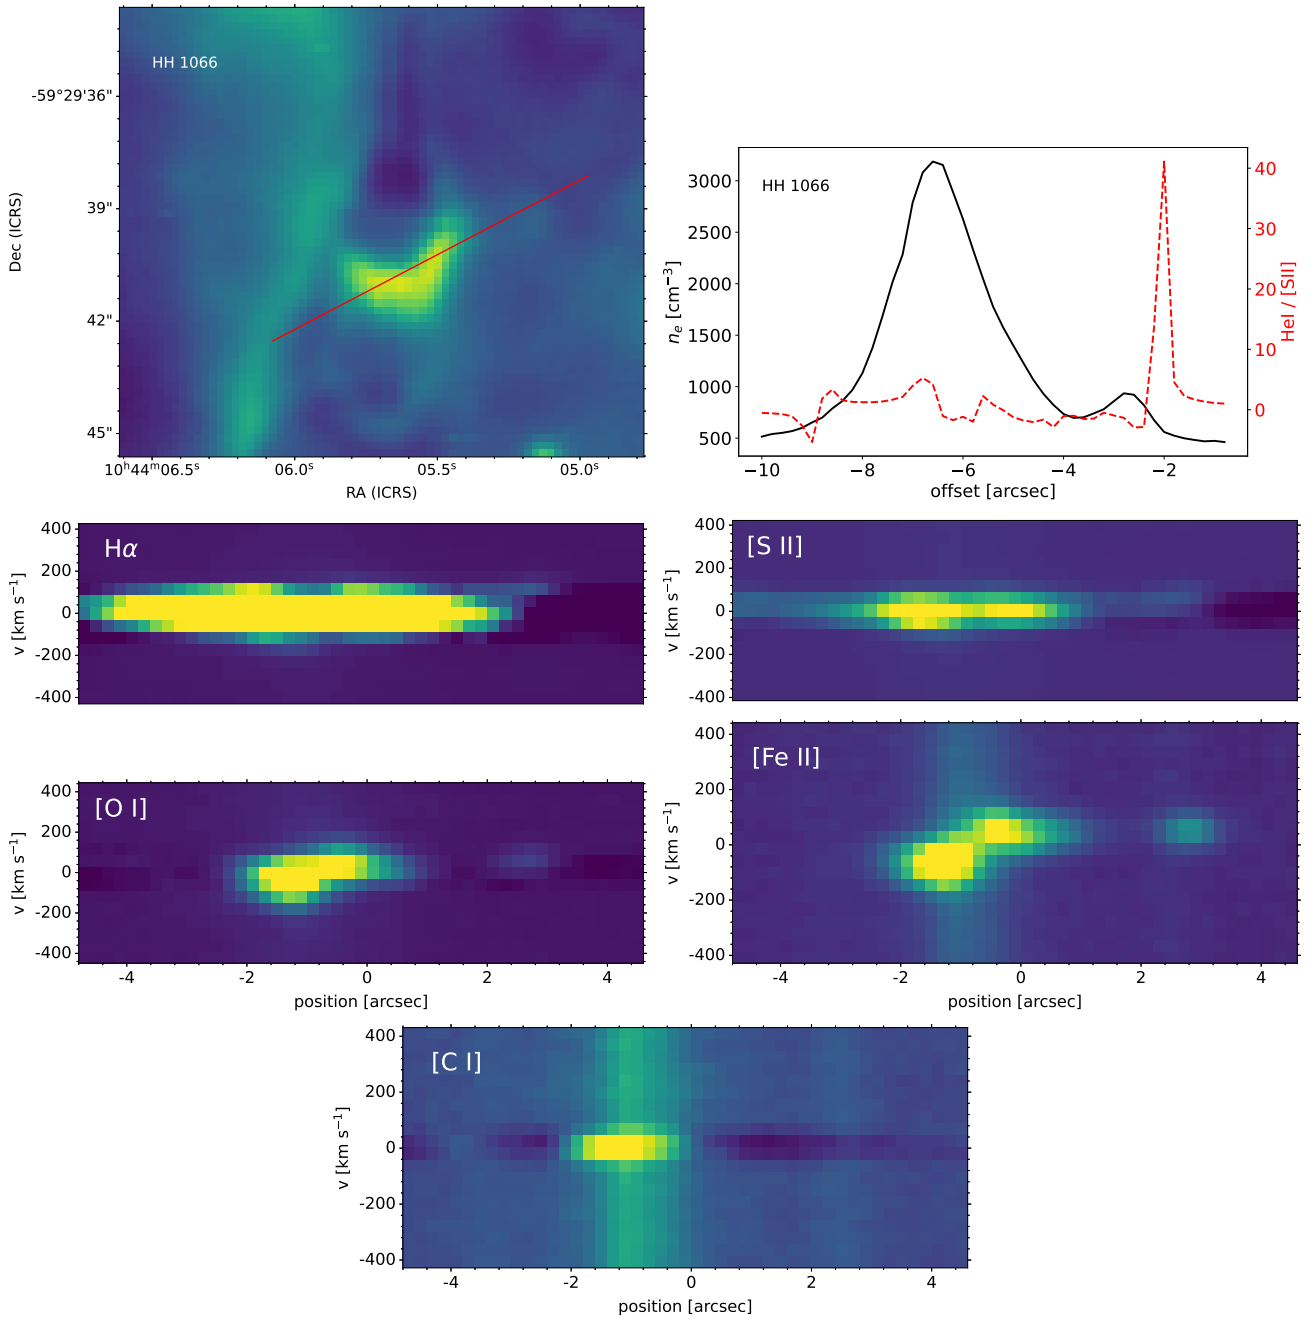 HH 1066
-59°29'36"
39"
42"
45"
Dec (ICRS)
10ʰ44ᵐ06.5ˢ
06.0ˢ
05.5ˢ
05.0ˢ
RA (ICRS)
HH 1066
3000
2500
2000
1500
1000
500
nₑ [cm⁻³]
40
30
20
10
0
HeI / [SII]
−10
−8
−6
−4
−2
offset [arcsec]
Hα
400
200
0
-200
-400
v [km s⁻¹]
[S II]
400
200
0
-200
-400
v [km s⁻¹]
[O I]
400
200
0
-200
-400
v [km s⁻¹]
-4
-2
0
2
4
position [arcsec]
[Fe II]
400
200
0
-200
-400
v [km s⁻¹]
-4
-2
0
2
4
position [arcsec]
[C I]
400
200
0
-200
-400
v [km s⁻¹]
-4
-2
0
2
4
position [arcsec]